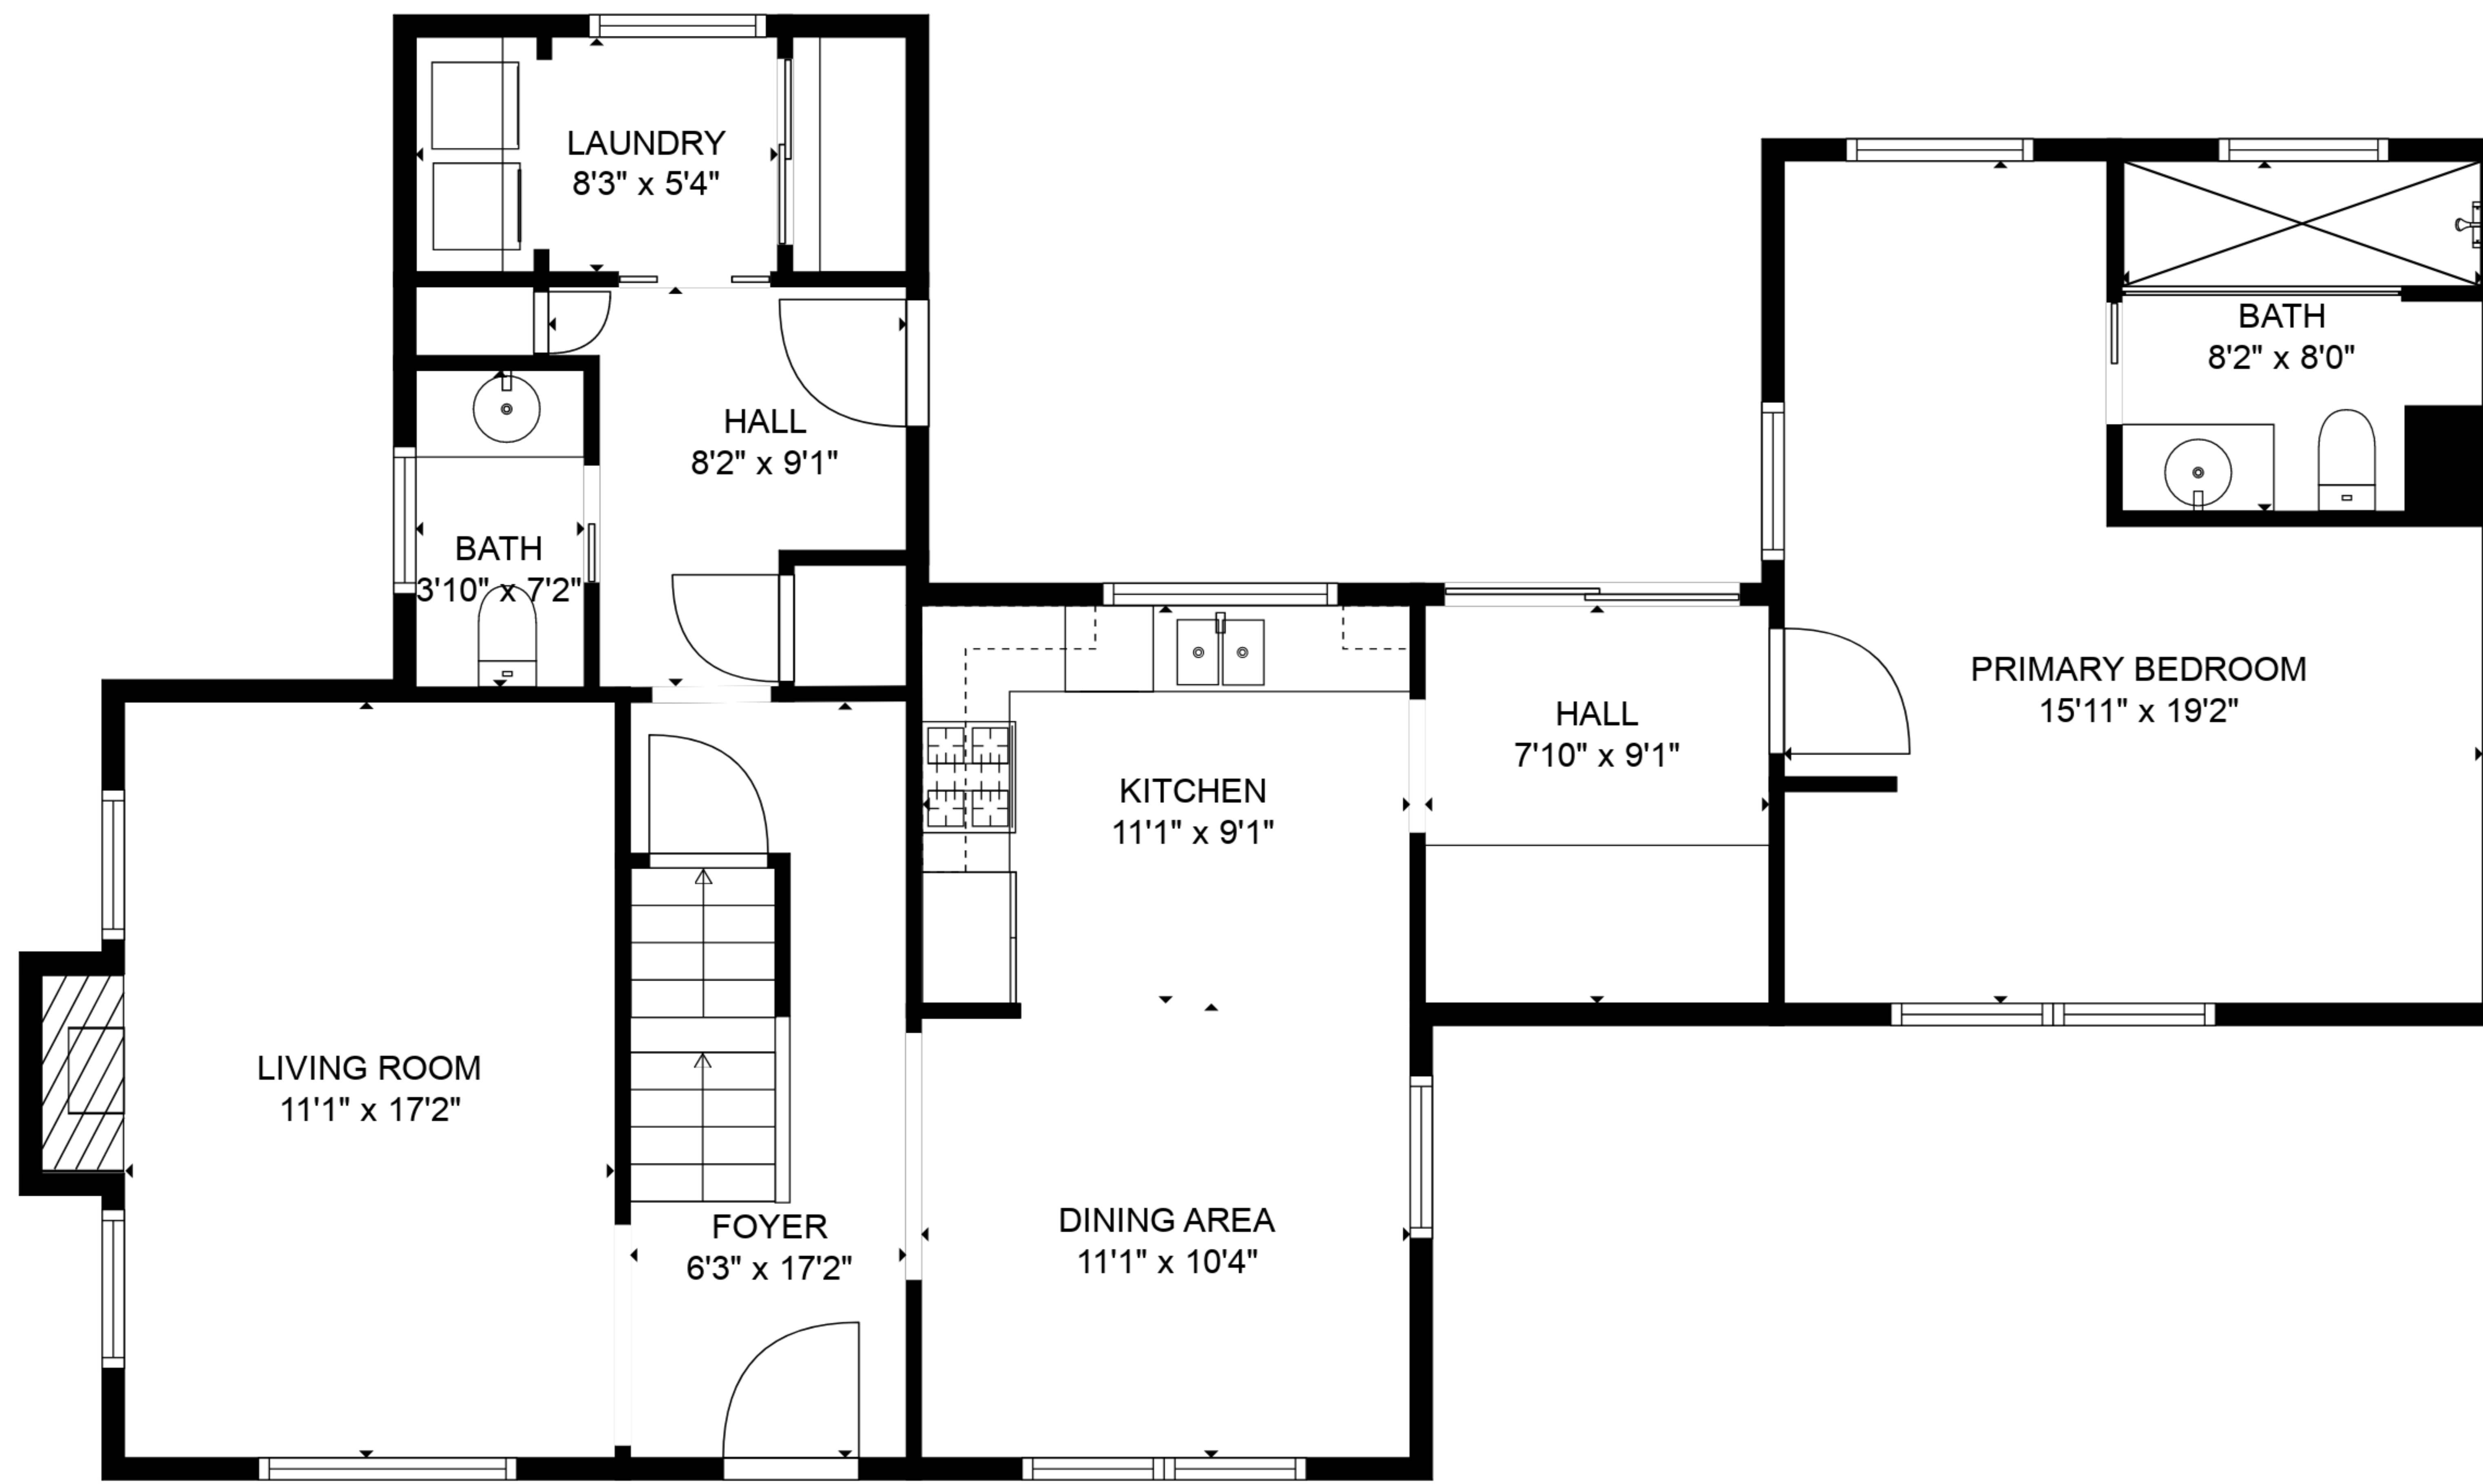 LAUNDRY
8'3" x 5'4"
BATH
8'2" x 8'0"
HALL
8'2" x 9'1"
BATH
3'10" x 7'2"
PRIMARY BEDROOM
15'11" x 19'2"
HALL
7'10" x 9'1"
KITCHEN
11'1" x 9'1"
LIVING ROOM
11'1" x 17'2"
FOYER
6'3" x 17'2"
DINING AREA
11'1" x 10'4"